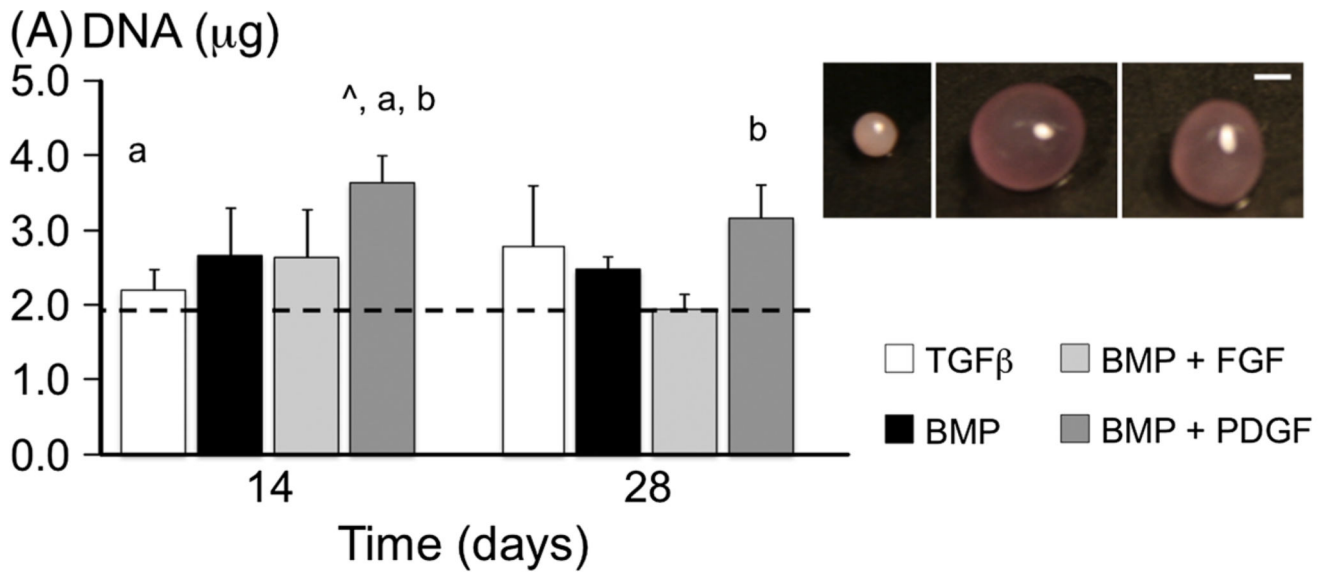 (A) DNA (μg)
5.0
4.0
3.0
2.0
1.0
0.0
a
^, a, b
b
14
28
Time (days)
TGFβ
BMP
BMP + FGF
BMP + PDGF